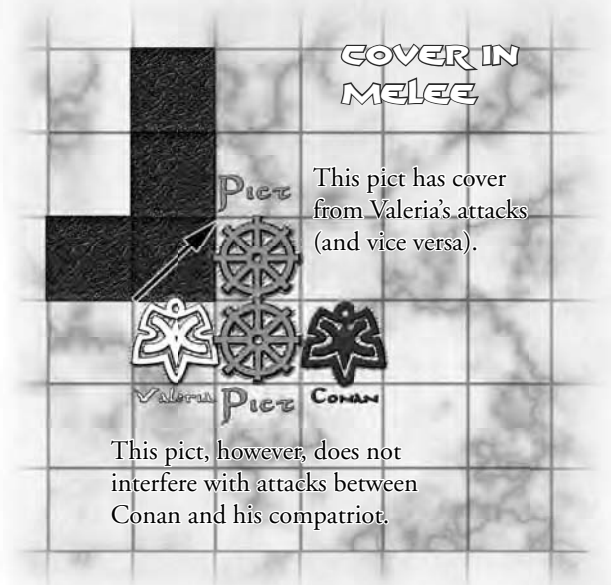 COVER IN
MELEE
Pict
This pict has cover
from Valeria's attacks
(and vice versa).
Valeria
Pict
Conan
This pict, however, does not
interfere with attacks between
Conan and his compatriot.